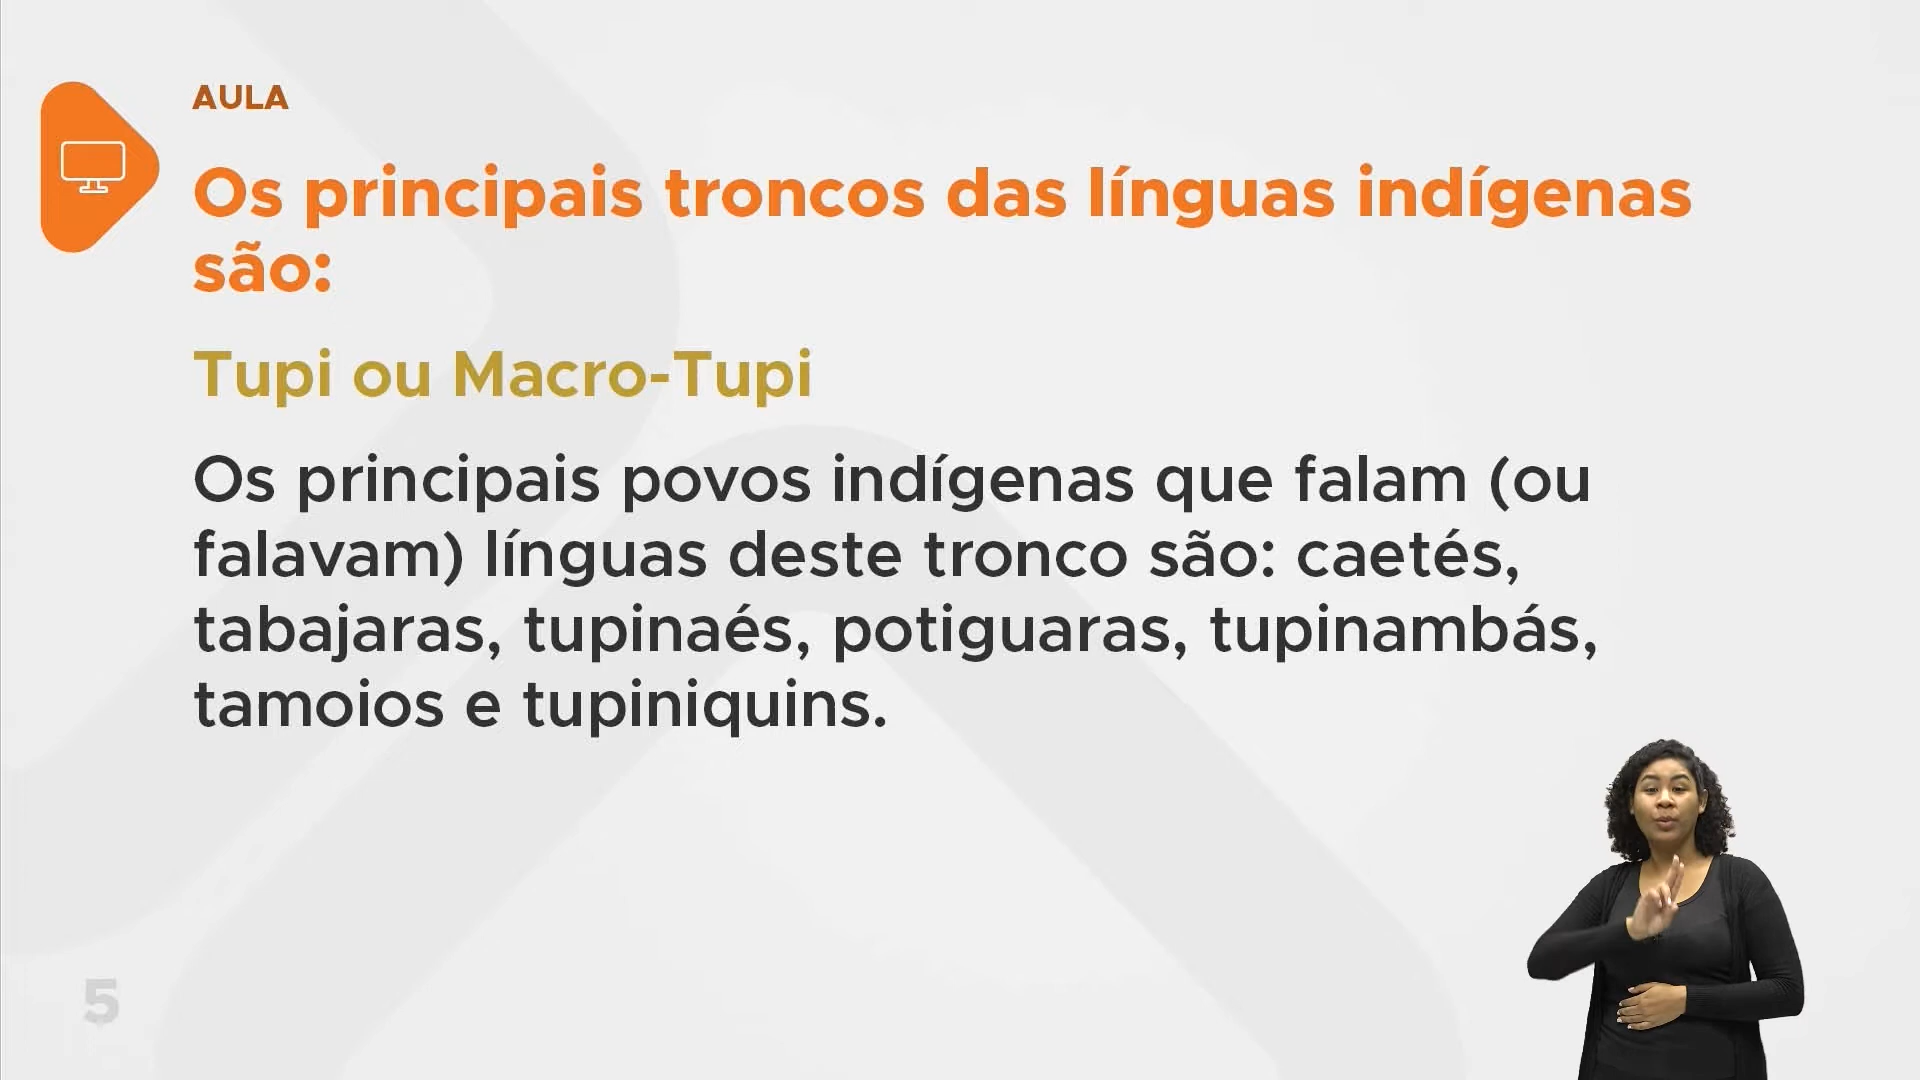 AULA
Os principais troncos das línguas indígenas
são:
Tupi ou Macro-Tupi
Os principais povos indígenas que falam (ou
falavam) línguas deste tronco são: caetés,
tabajaras, tupinaés, potiguaras, tupinambás,
tamoios e tupiniquins.
5